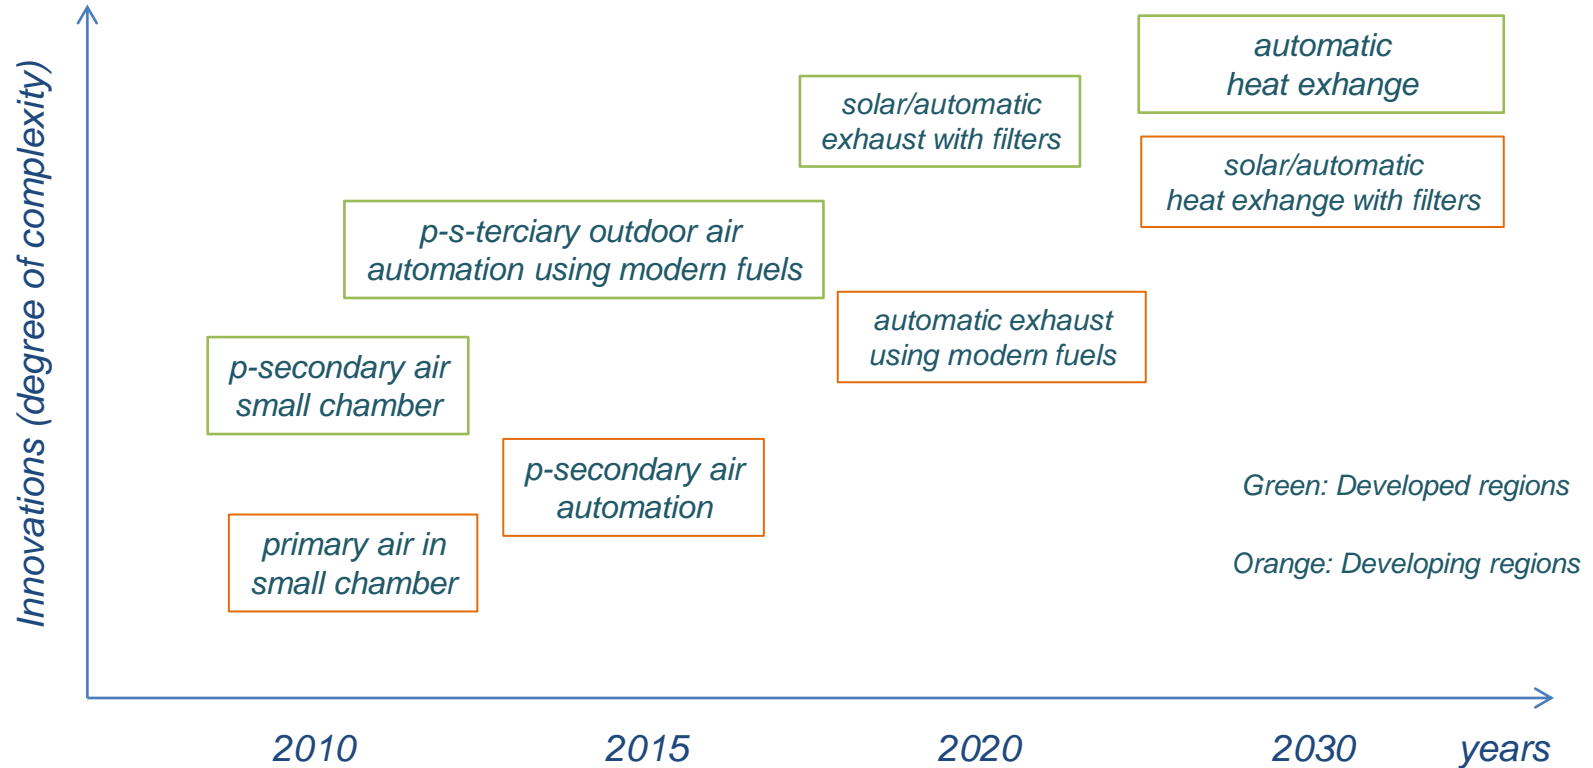 Innovations (degree of complexity)
automatic
heat exhange
solar/automatic
exhaust with filters
solar/automatic
heat exhange with filters
p-s-terciary outdoor air
automation using modern fuels
automatic exhaust
using modern fuels
p-secondary air
small chamber
p-secondary air
automation
primary air in
small chamber
Green: Developed regions
Orange: Developing regions
2010
2015
2020
2030
years